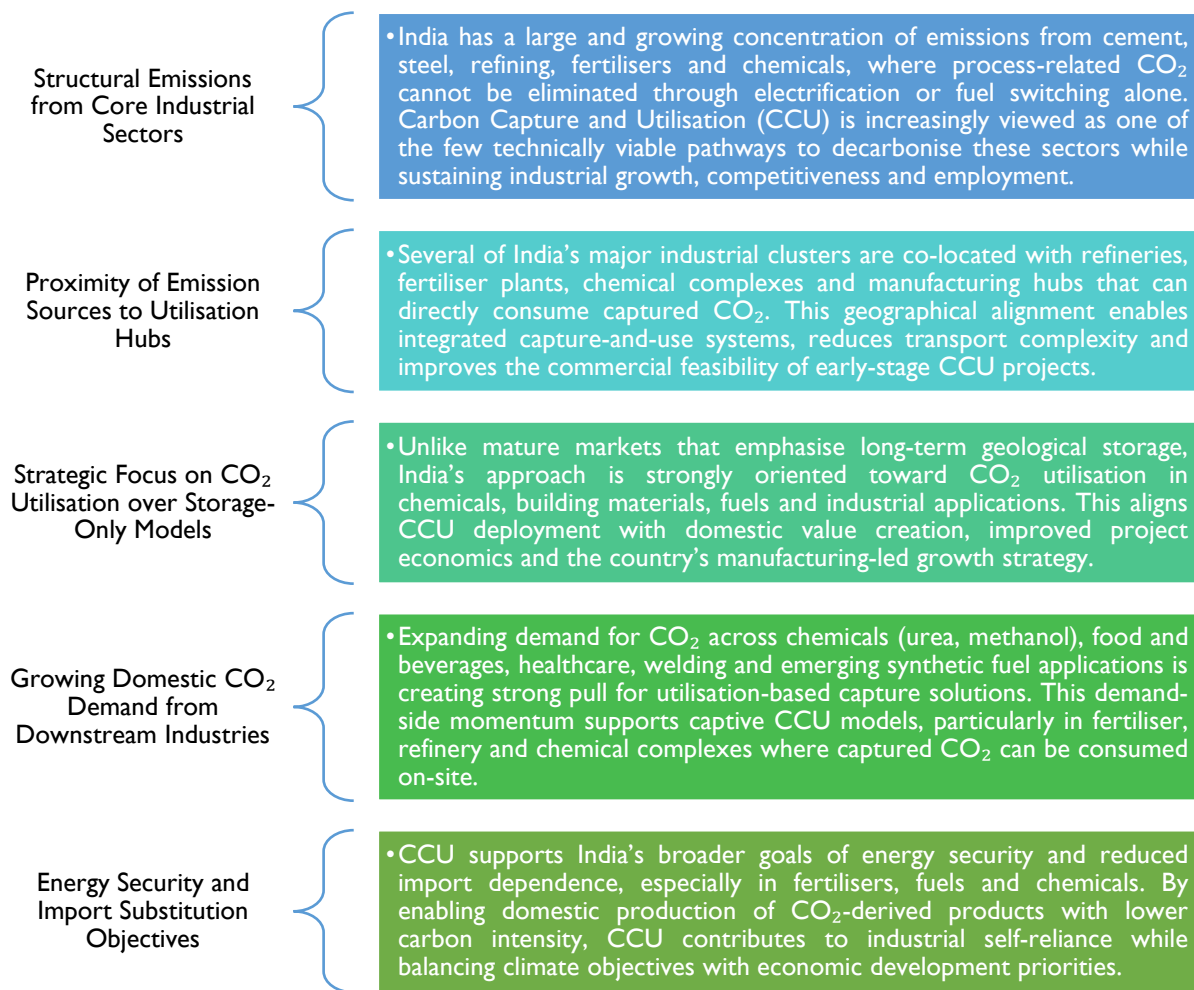 Structural Emissions
from Core Industrial
Sectors
•India has a large and growing concentration of emissions from cement,
steel, refining, fertilisers and chemicals, where process-related CO₂
cannot be eliminated through electrification or fuel switching alone.
Carbon Capture and Utilisation (CCU) is increasingly viewed as one of
the few technically viable pathways to decarbonise these sectors while
sustaining industrial growth, competitiveness and employment.
Proximity of Emission
Sources to Utilisation
Hubs
•Several of India’s major industrial clusters are co-located with refineries,
fertiliser plants, chemical complexes and manufacturing hubs that can
directly consume captured CO₂. This geographical alignment enables
integrated capture-and-use systems, reduces transport complexity and
improves the commercial feasibility of early-stage CCU projects.
Strategic Focus on CO₂
Utilisation over Storage-
Only Models
•Unlike mature markets that emphasise long-term geological storage,
India’s approach is strongly oriented toward CO₂ utilisation in
chemicals, building materials, fuels and industrial applications. This aligns
CCU deployment with domestic value creation, improved project
economics and the country’s manufacturing-led growth strategy.
Growing Domestic CO₂
Demand from
Downstream Industries
•Expanding demand for CO₂ across chemicals (urea, methanol), food and
beverages, healthcare, welding and emerging synthetic fuel applications is
creating strong pull for utilisation-based capture solutions. This demand-
side momentum supports captive CCU models, particularly in fertiliser,
refinery and chemical complexes where captured CO₂ can be consumed
on-site.
Energy Security and
Import Substitution
Objectives
•CCU supports India’s broader goals of energy security and reduced
import dependence, especially in fertilisers, fuels and chemicals. By
enabling domestic production of CO₂-derived products with lower
carbon intensity, CCU contributes to industrial self-reliance while
balancing climate objectives with economic development priorities.